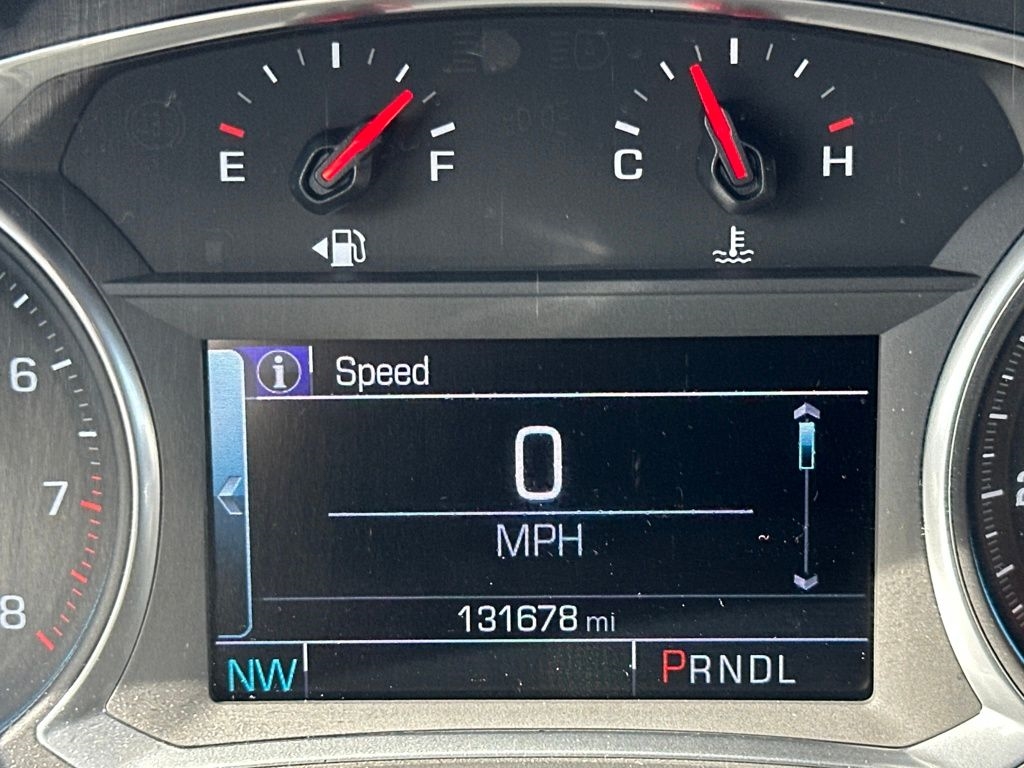 E F C H
6
7
8
i Speed
0
MPH
131678 mi
NW PRNDL